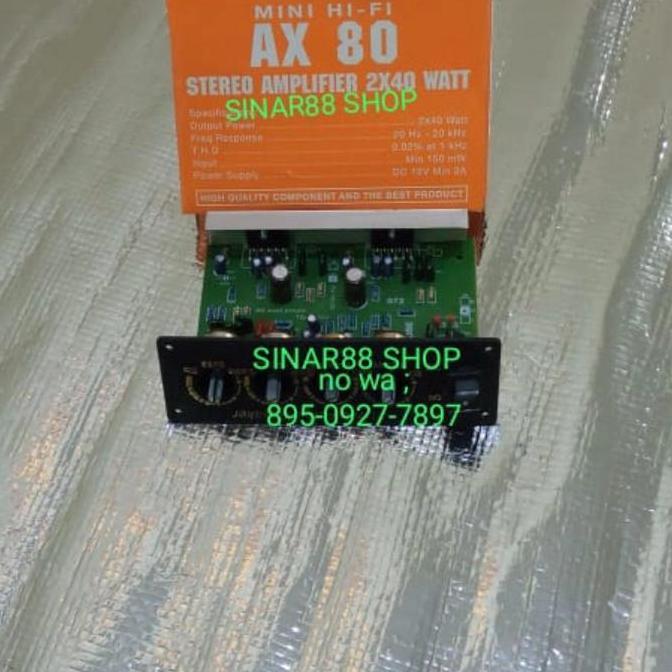 MINI HI-FI
AX 80
STEREO AMPLIFIER 2X40 WATT
SINAR88 SHOP
Output Power 2X40 Watt
Freq Response 20 Hz - 20 kHz
T H D 0.02% at 1 kHz
Input Min 150 mV
Power Supply DC 12V Min 3A
HIGH QUALITY COMPONENT AND THE BEST PRODUCT
SINAR88 SHOP
no wa ;
895-0927-7897